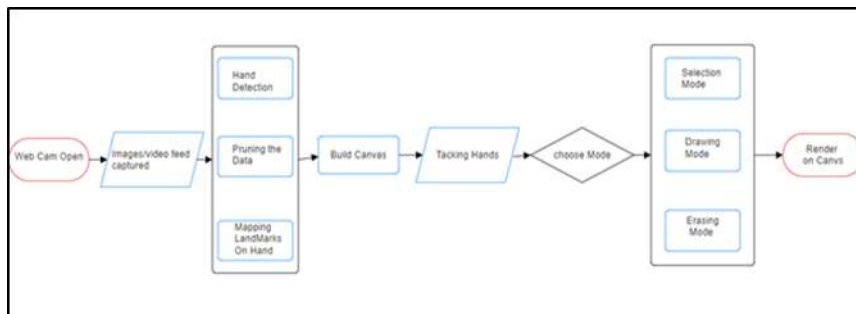 Web Cam Open
Images/video feed
captured
Hand
Detection
Pruning the
Data
Mapping
LandMarks
On Hand
Build Canvas
Tacking Hands
choose Mode
Selection
Mode
Drawing
Mode
Erasing
Mode
Render
on Canvs